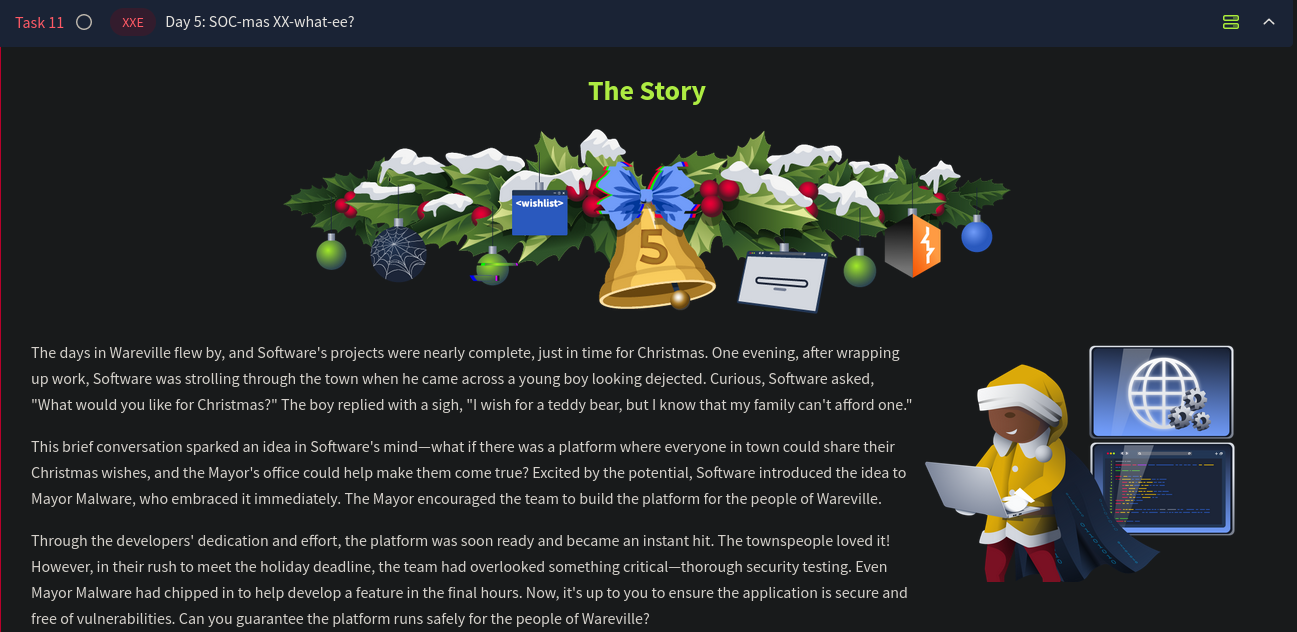 Task 11 XXE Day 5: SOC-mas XX-what-ee?
The Story
<wishlist>
5
The days in Wareville flew by, and Software's projects were nearly complete, just in time for Christmas. One evening, after wrapping
up work, Software was strolling through the town when he came across a young boy looking dejected. Curious, Software asked,
"What would you like for Christmas?" The boy replied with a sigh, "I wish for a teddy bear, but I know that my family can't afford one."
This brief conversation sparked an idea in Software's mind—what if there was a platform where everyone in town could share their
Christmas wishes, and the Mayor's office could help make them come true? Excited by the potential, Software introduced the idea to
Mayor Malware, who embraced it immediately. The Mayor encouraged the team to build the platform for the people of Wareville.
Through the developers' dedication and effort, the platform was soon ready and became an instant hit. The townspeople loved it!
However, in their rush to meet the holiday deadline, the team had overlooked something critical—thorough security testing. Even
Mayor Malware had chipped in to help develop a feature in the final hours. Now, it's up to you to ensure the application is secure and
free of vulnerabilities. Can you guarantee the platform runs safely for the people of Wareville?